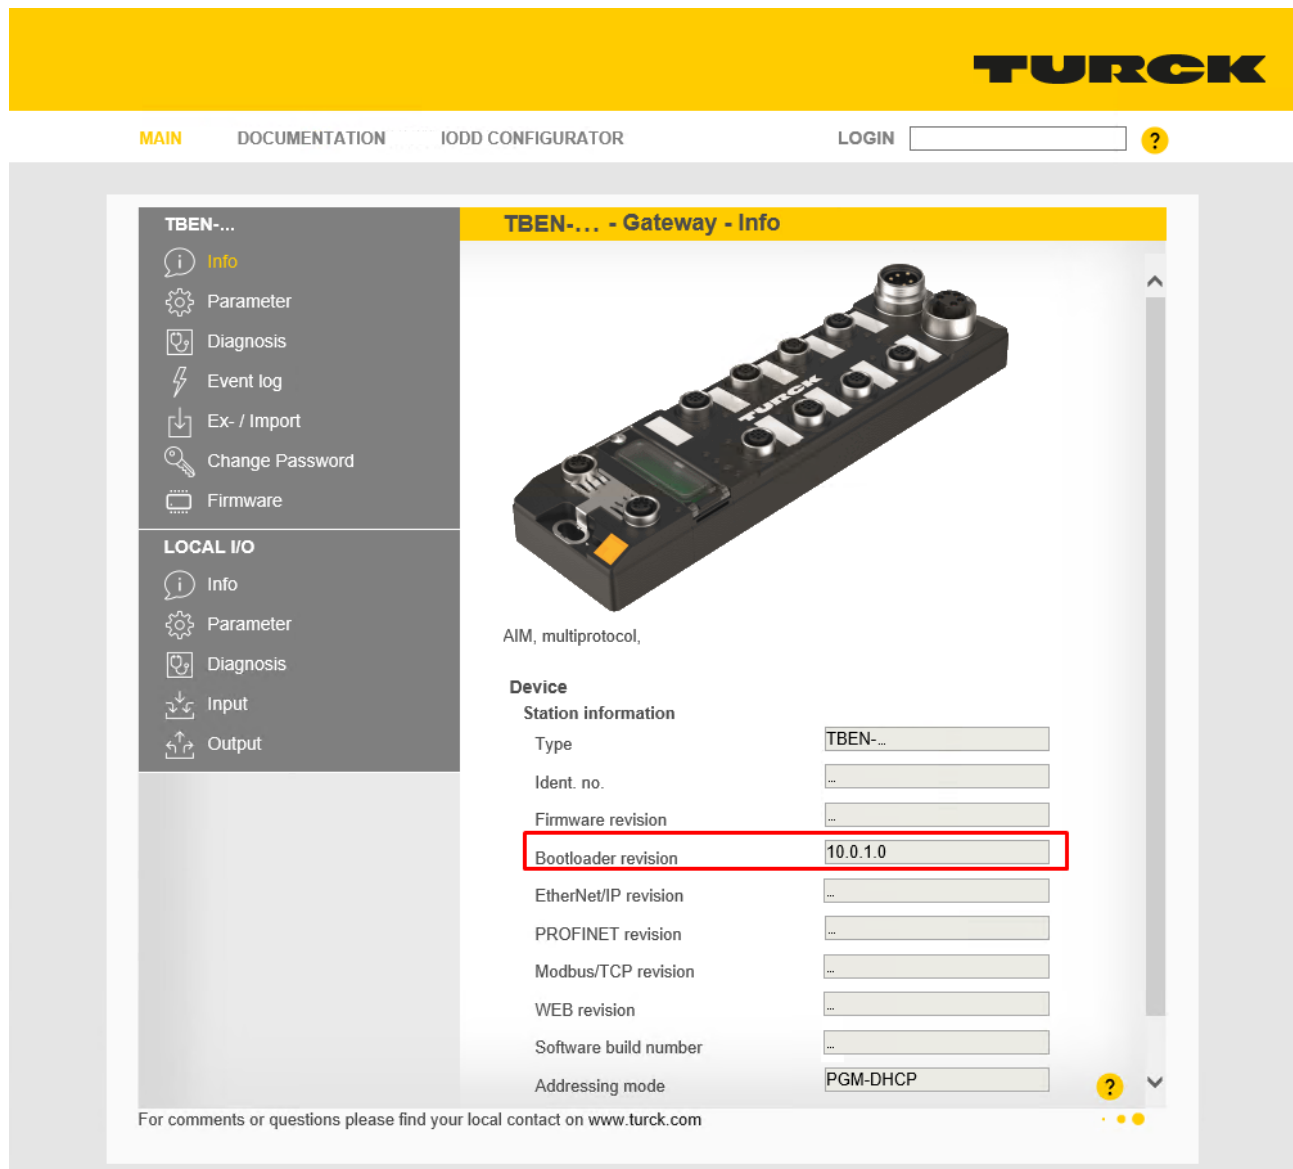 TURCK
MAIN DOCUMENTATION IODD CONFIGURATOR LOGIN ?
TBEN-...
Info
Parameter
Diagnosis
Event log
Ex- / Import
Change Password
Firmware
LOCAL I/O
Info
Parameter
Diagnosis
Input
Output
TBEN-... - Gateway - Info
TURCK
AIM, multiprotocol,
Device
Station information
Type TBEN-...
Ident. no. ...
Firmware revision ...
Bootloader revision 10.0.1.0
EtherNet/IP revision ...
PROFINET revision ...
Modbus/TCP revision ...
WEB revision ...
Software build number ...
Addressing mode PGM-DHCP
?
For comments or questions please find your local contact on www.turck.com